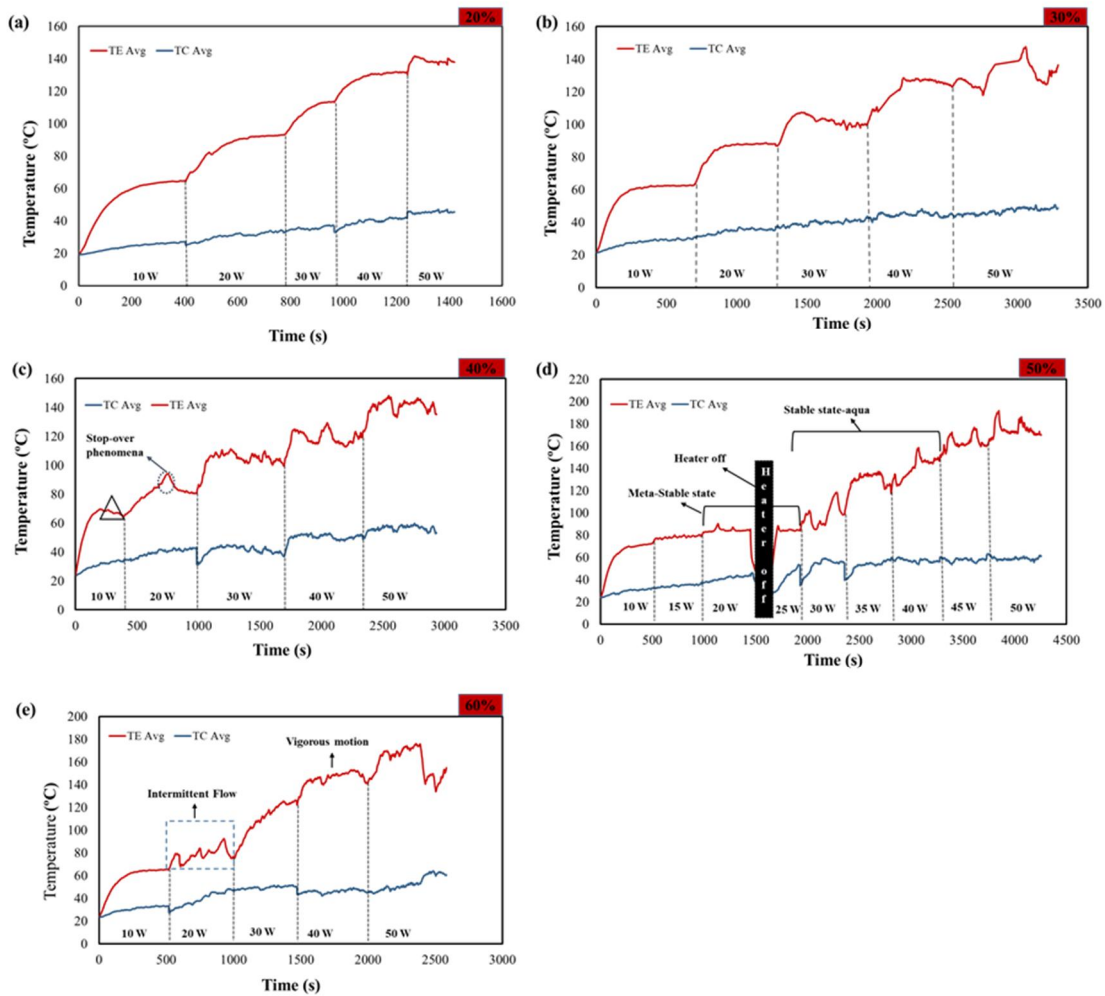 (a)
20%
160
140
120
100
80
60
40
20
0
Temperature (°C)
TE Avg
TC Avg
10 W
20 W
30 W
40 W
50 W
0
200
400
600
800
1000
1200
1400
1600
Time (s)
(b)
30%
160
140
120
100
80
60
40
20
0
Temperature (°C)
TE Avg
TC Avg
10 W
20 W
30 W
40 W
50 W
0
500
1000
1500
2000
2500
3000
3500
Time (s)
(c)
40%
160
140
120
100
80
60
40
20
0
Temperature (°C)
TC Avg
TE Avg
Stop-over
phenomena
10 W
20 W
30 W
40 W
50 W
0
500
1000
1500
2000
2500
3000
3500
Time (s)
(d)
50%
220
200
180
160
140
120
100
80
60
40
20
0
Temperature (°C)
TE Avg
TC Avg
Stable state-aqua
Heater off
Meta-Stable state
Heater off
10 W
15 W
20 W
25 W
30 W
35 W
40 W
45 W
50 W
0
500
1000
1500
2000
2500
3000
3500
4000
4500
Time (s)
(e)
60%
200
180
160
140
120
100
80
60
40
20
0
Temperature (°C)
TE Avg
TC Avg
Vigorous motion
Intermittent Flow
10 W
20 W
30 W
40 W
50 W
0
500
1000
1500
2000
2500
3000
Time (s)